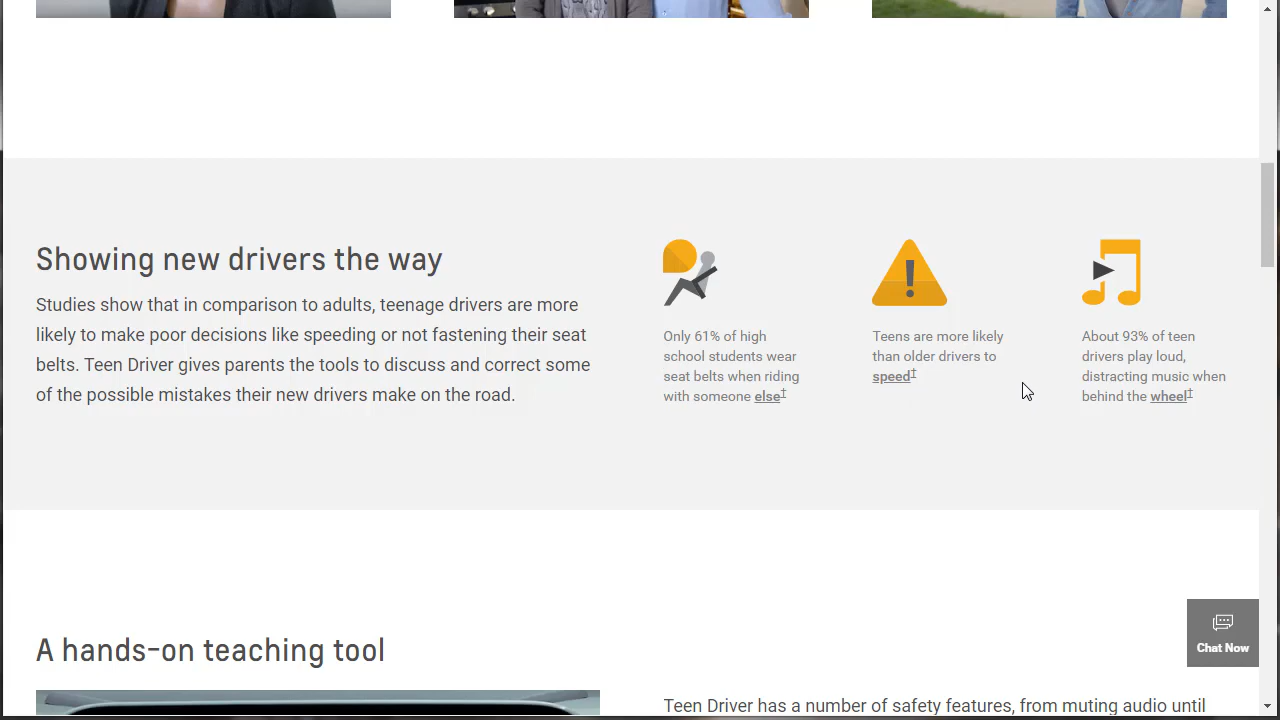 Showing new drivers the way
Studies show that in comparison to adults, teenage drivers are more
likely to make poor decisions like speeding or not fastening their seat
belts. Teen Driver gives parents the tools to discuss and correct some
of the possible mistakes their new drivers make on the road.
Only 61% of high
school students wear
seat belts when riding
with someone else†
Teens are more likely
than older drivers to
speed†
About 93% of teen
drivers play loud,
distracting music when
behind the wheel†
Chat Now
A hands-on teaching tool
Teen Driver has a number of safety features, from muting audio until